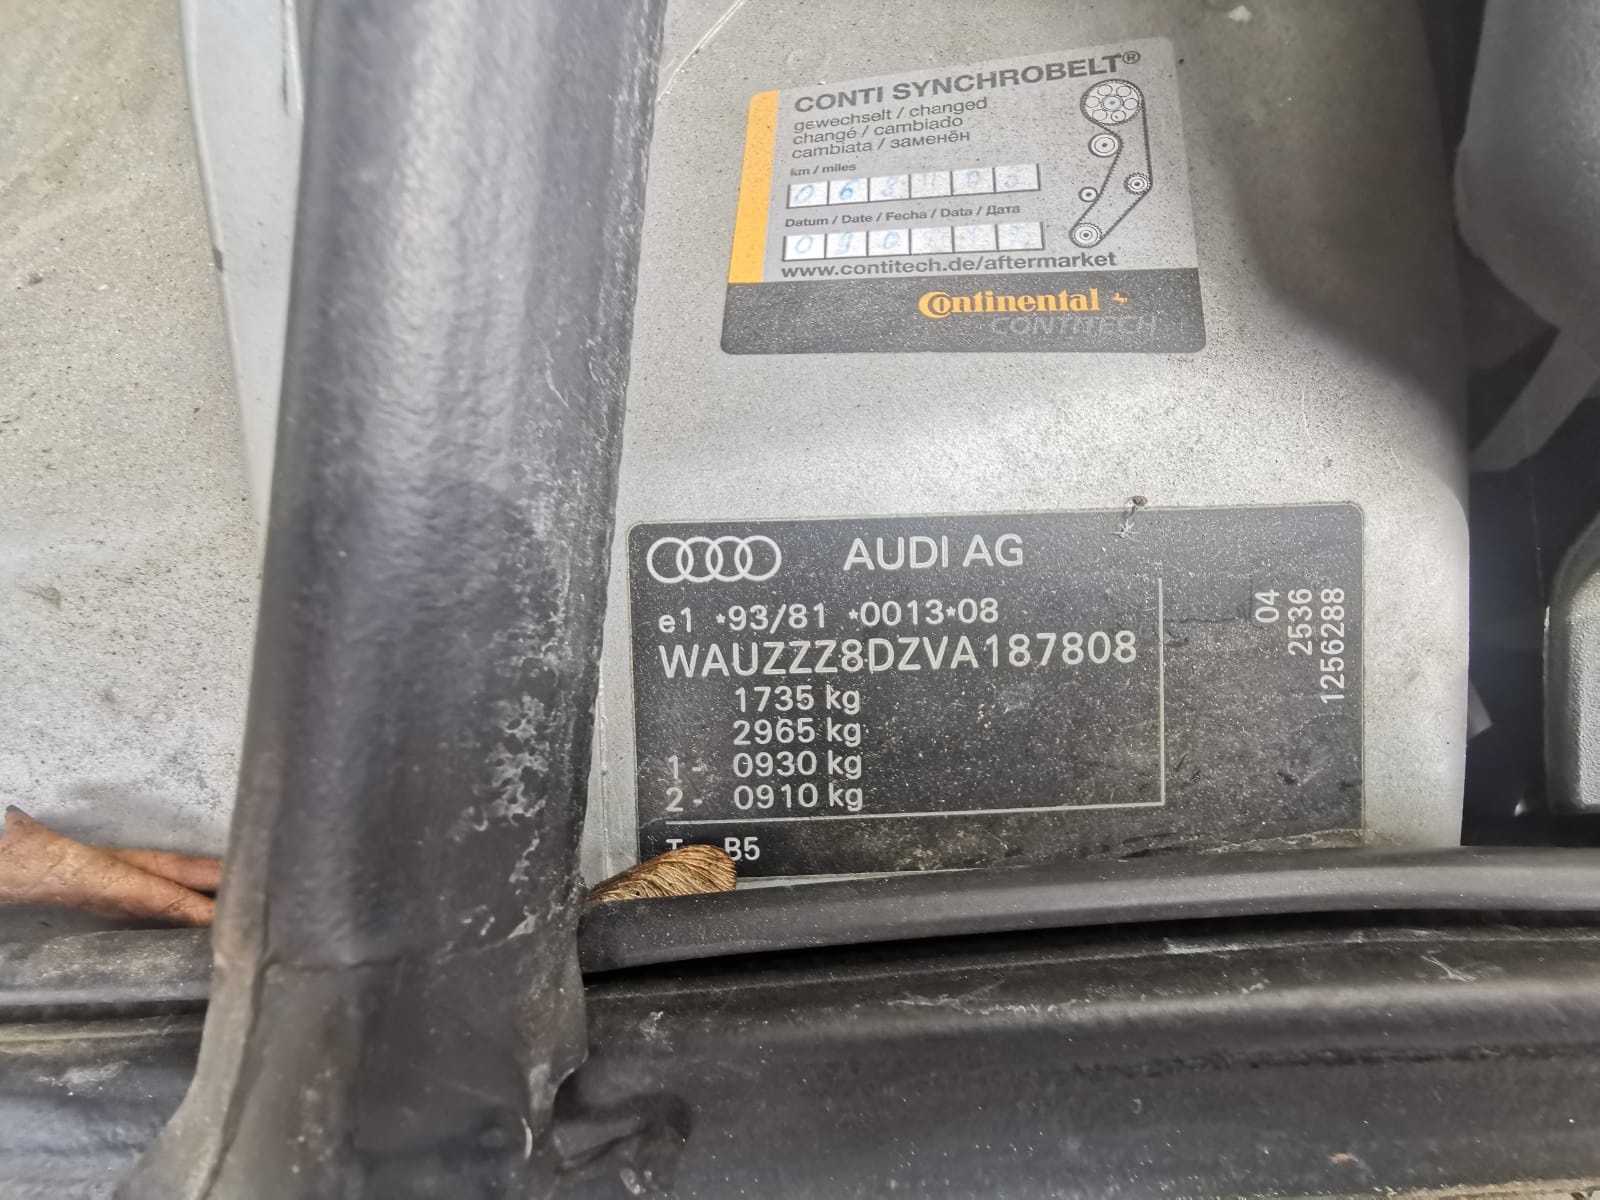 CONTI SYNCHROBELT®
gewechselt / changed
changé / cambiado
cambiata / заменён
km / miles
068403
Datum / Date / Fecha / Data / Дата
www.contitech.de/aftermarket
Continental
CONTITECH
AUDI AG
e1 *93/81 *0013*08
WAUZZZ8DZVA187808
1735 kg
2965 kg
1- 0930 kg
2- 0910 kg
B5
04
2536
1256288